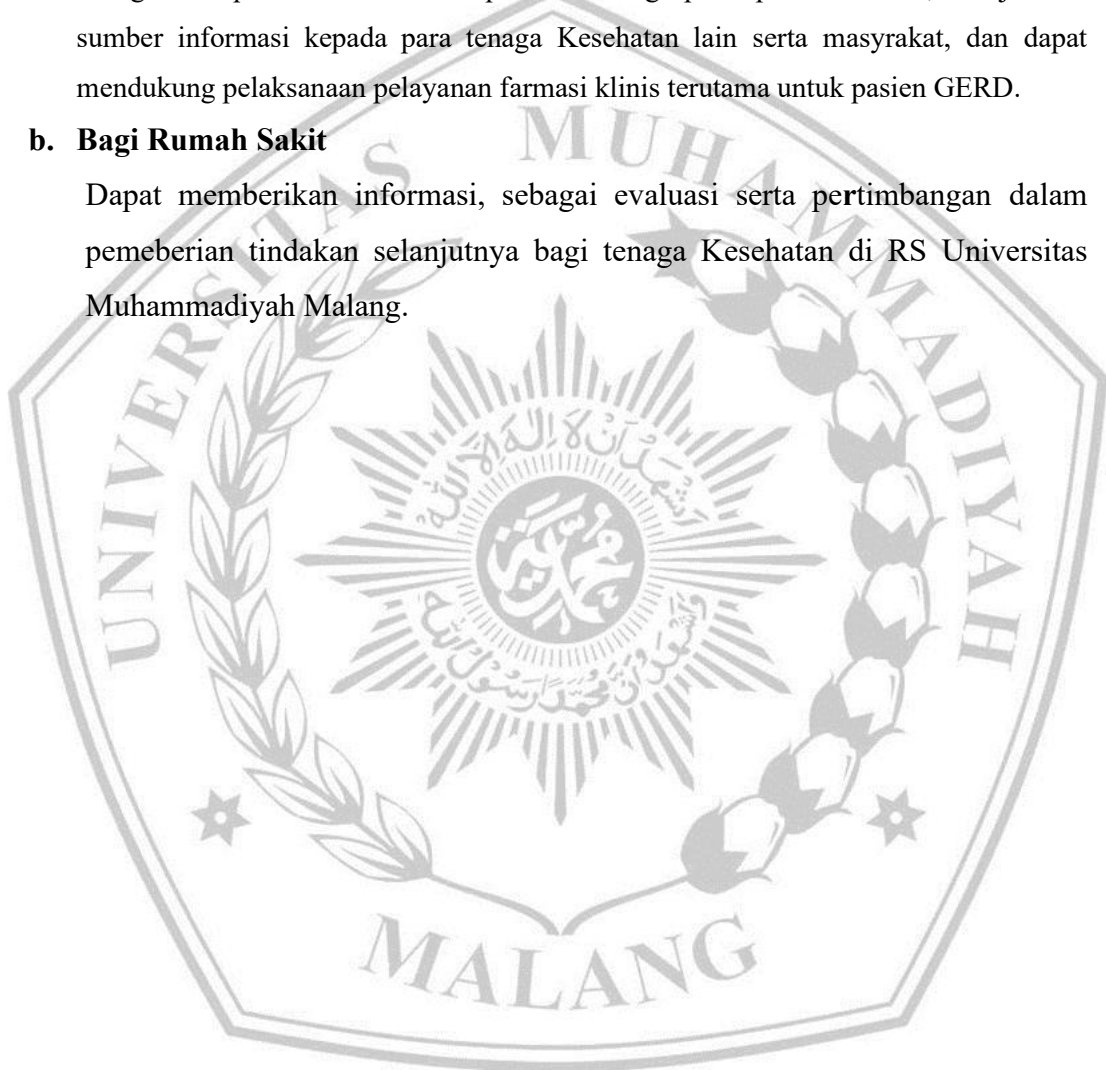 sumber informasi kepada para tenaga Kesehatan lain serta masyrakat, dan dapat
mendukung pelaksanaan pelayanan farmasi klinis terutama untuk pasien GERD.
b. Bagi Rumah Sakit
Dapat memberikan informasi, sebagai evaluasi serta pertimbangan dalam
pemeberian tindakan selanjutnya bagi tenaga Kesehatan di RS Universitas
Muhammadiyah Malang.
UNIVERSITAS MUHAMMADIYAH
MALANG